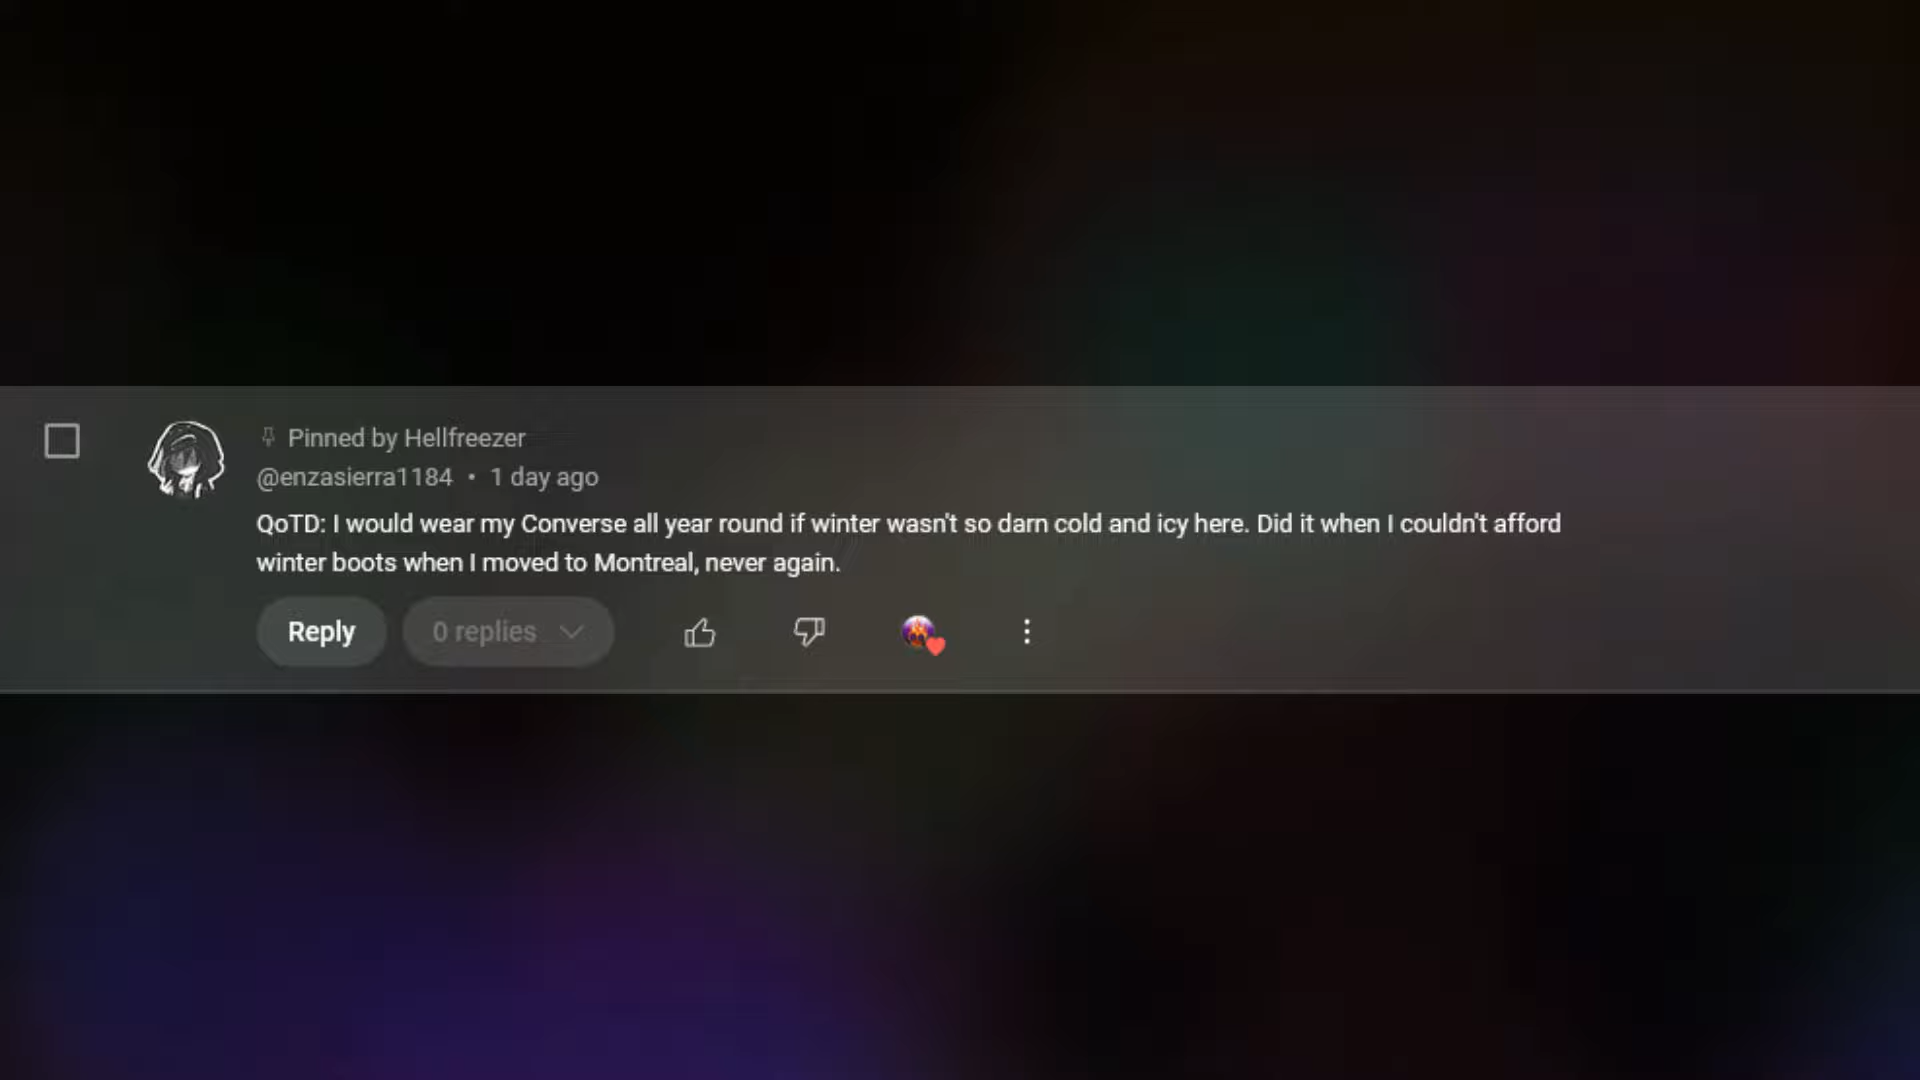 Pinned by Hellfreezer
@enzasierra1184 • 1 day ago
QoTD: I would wear my Converse all year round if winter wasn't so darn cold and icy here. Did it when I couldn't afford
winter boots when I moved to Montreal, never again.
Reply 0 replies